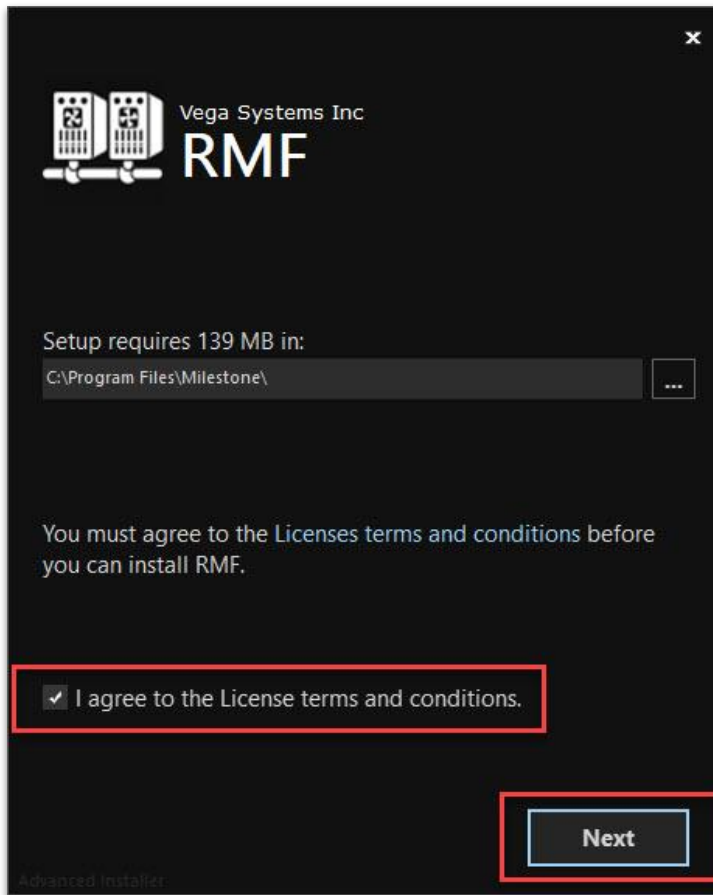 x
Vega Systems Inc
RMF
Setup requires 139 MB in:
C:\Program Files\Milestone\
...
You must agree to the Licenses terms and conditions before
you can install RMF.
I agree to the License terms and conditions.
Next
Advanced Installer